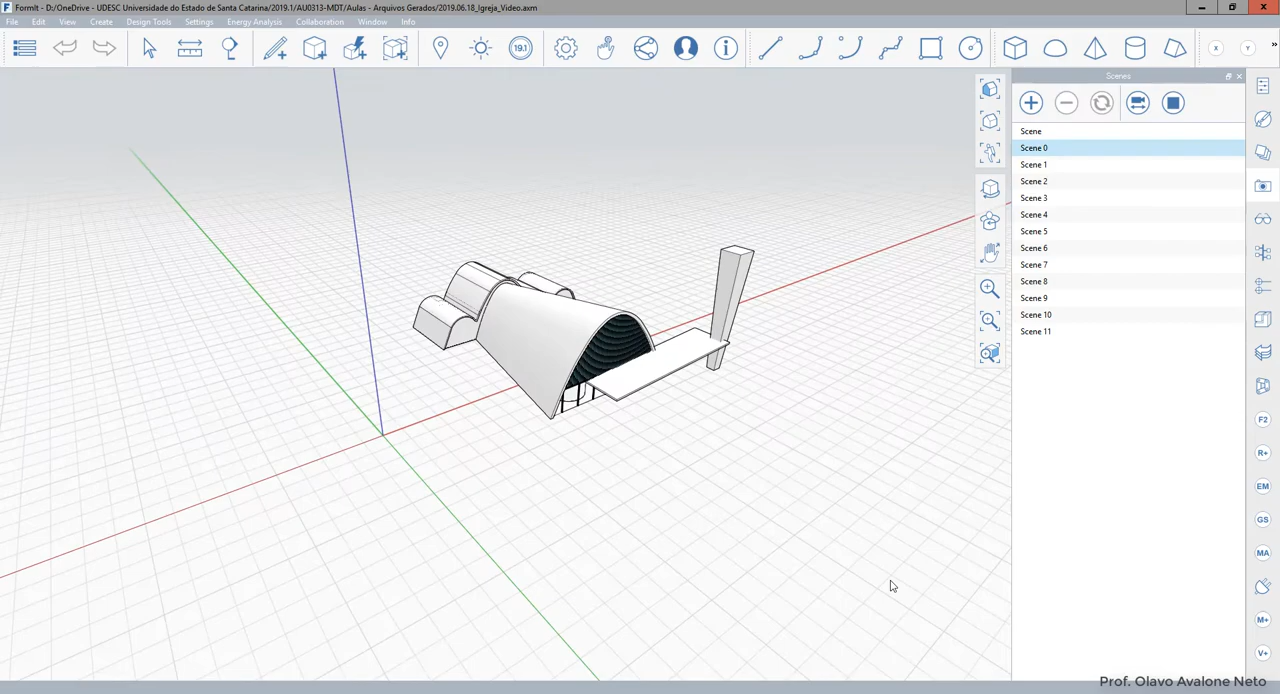 FormIt - D:/OneDrive - UDESC Universidade do Estado de Santa Catarina/2019.1/AU0313-MDT/Aulas - Arquivos Gerados/2019.06.18_Igreja_Video.axm
File Edit View Create Design Tools Settings Energy Analysis Collaboration Window Info
19.1
X Y »
Scenes
Scene
Scene 0
Scene 1
Scene 2
Scene 3
Scene 4
Scene 5
Scene 6
Scene 7
Scene 8
Scene 9
Scene 10
Scene 11
F2
R+
EM
GS
MA
M+
V+
Prof. Olavo Avalone Neto